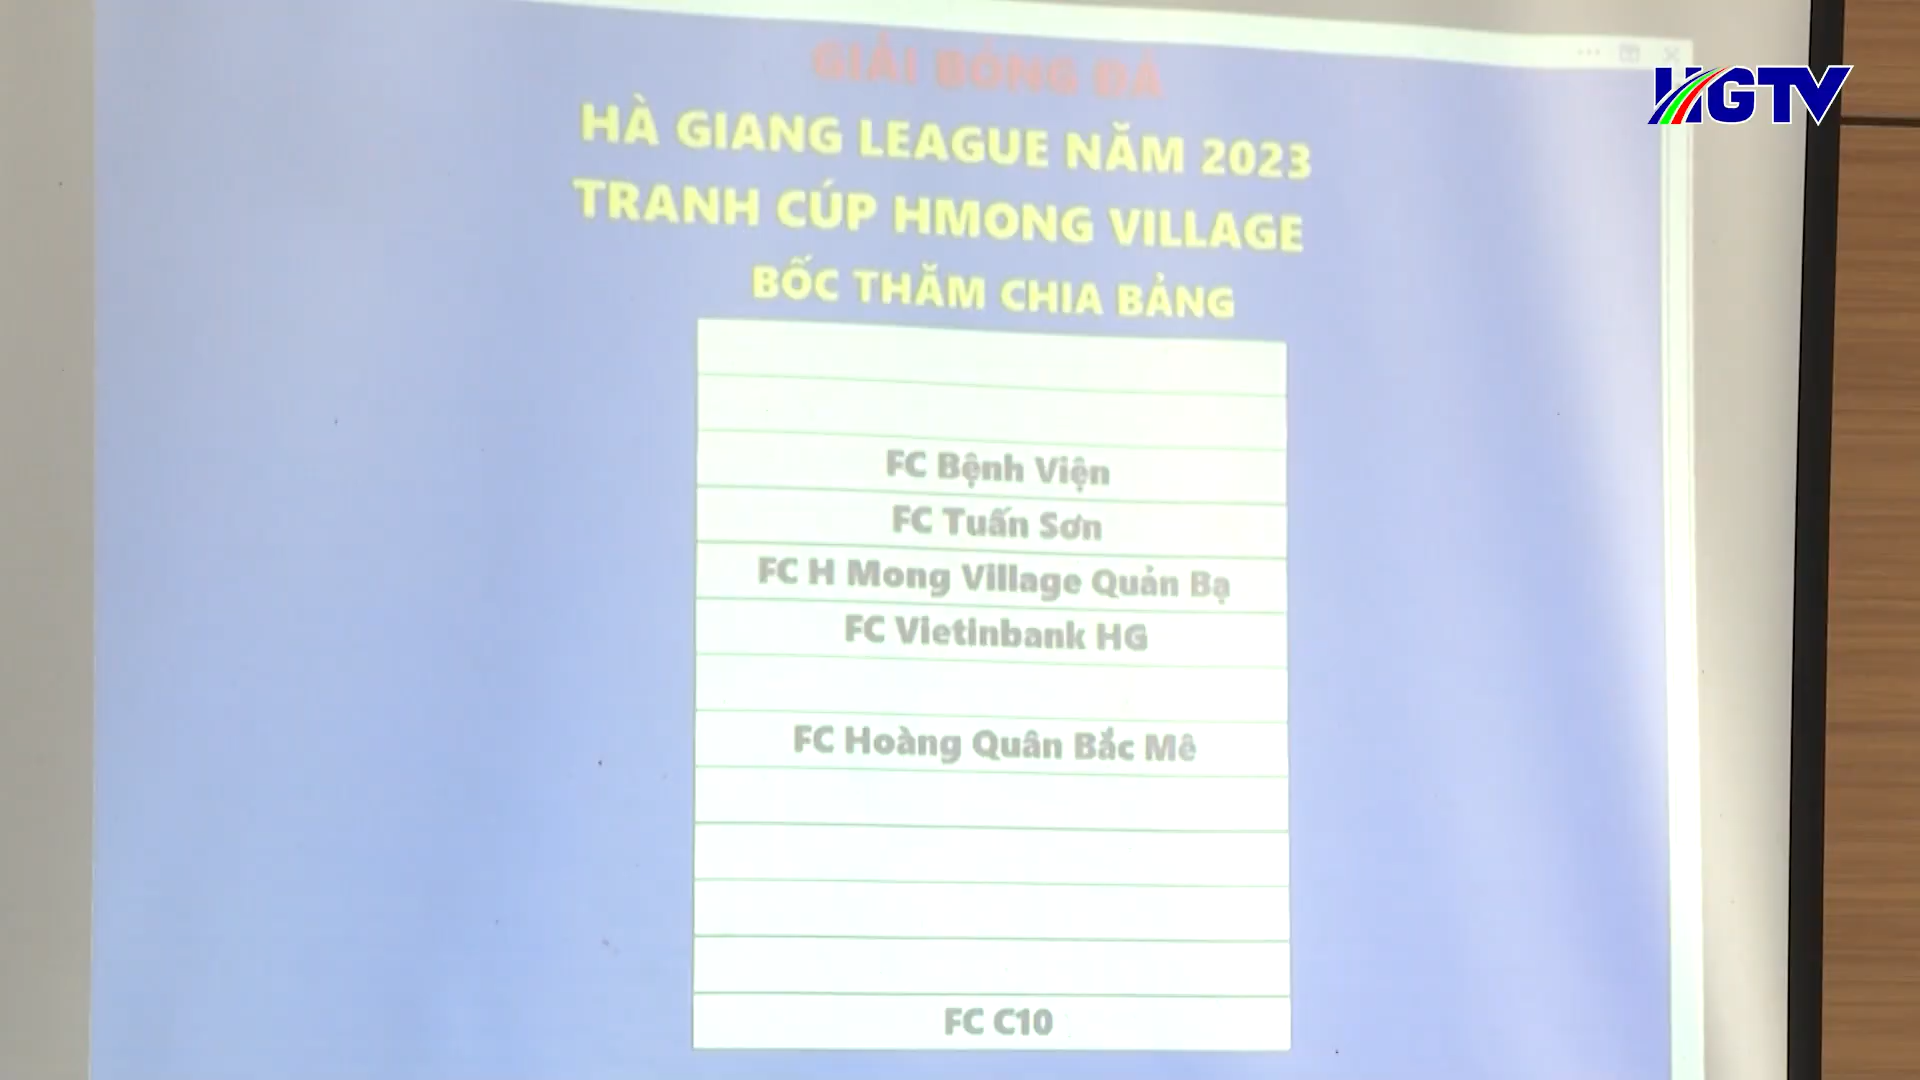 GIẢI BÓNG ĐÁ
HGTV
HÀ GIANG LEAGUE NĂM 2023
TRANH CÚP HMONG VILLAGE
BỐC THĂM CHIA BẢNG
FC Bệnh Viện
FC Tuấn Sơn
FC H Mong Village Quản Bạ
FC Vietinbank HG
FC Hoàng Quân Bắc Mê
FC C10